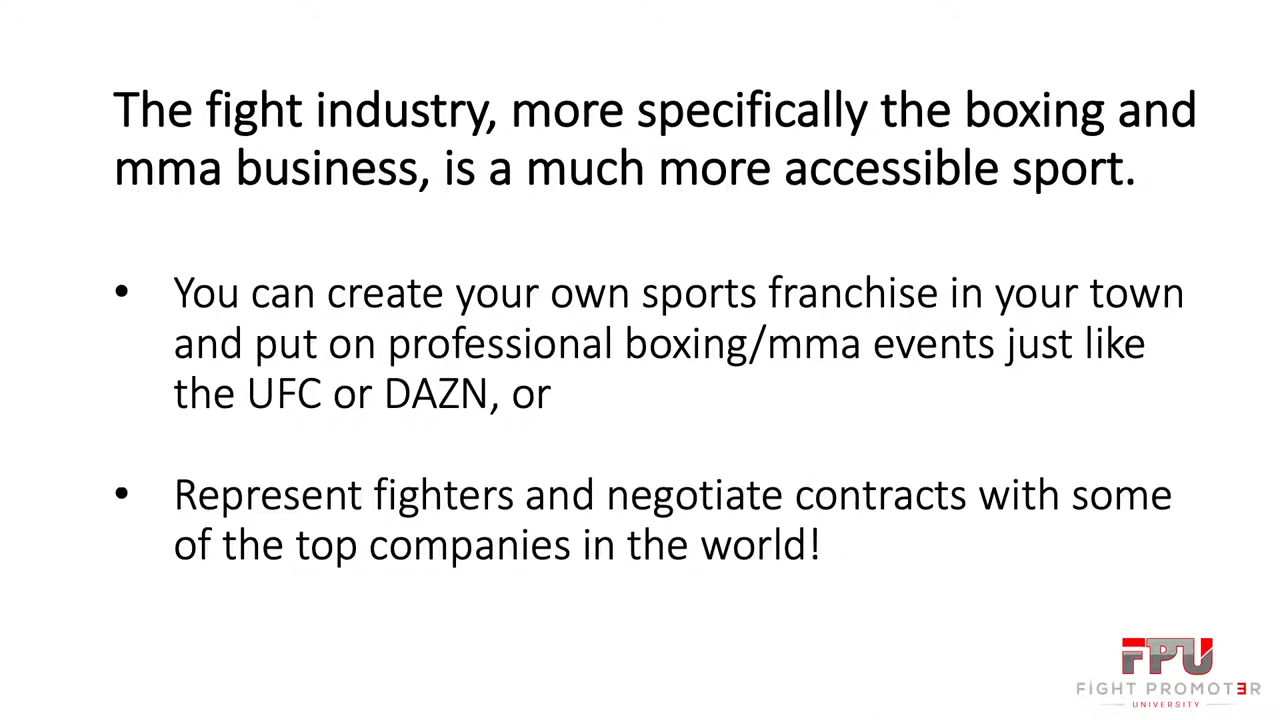 The fight industry, more specifically the boxing and
mma business, is a much more accessible sport.
• You can create your own sports franchise in your town
and put on professional boxing/mma events just like
the UFC or DAZN, or
• Represent fighters and negotiate contracts with some
of the top companies in the world!
FPU
FIGHT PROMOTER
UNIVERSITY